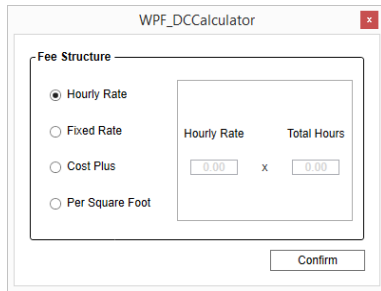 WPF_DCCalculator
x
Fee Structure
Hourly Rate
Fixed Rate
Cost Plus
Per Square Foot
Hourly Rate Total Hours
0.00 x 0.00
Confirm